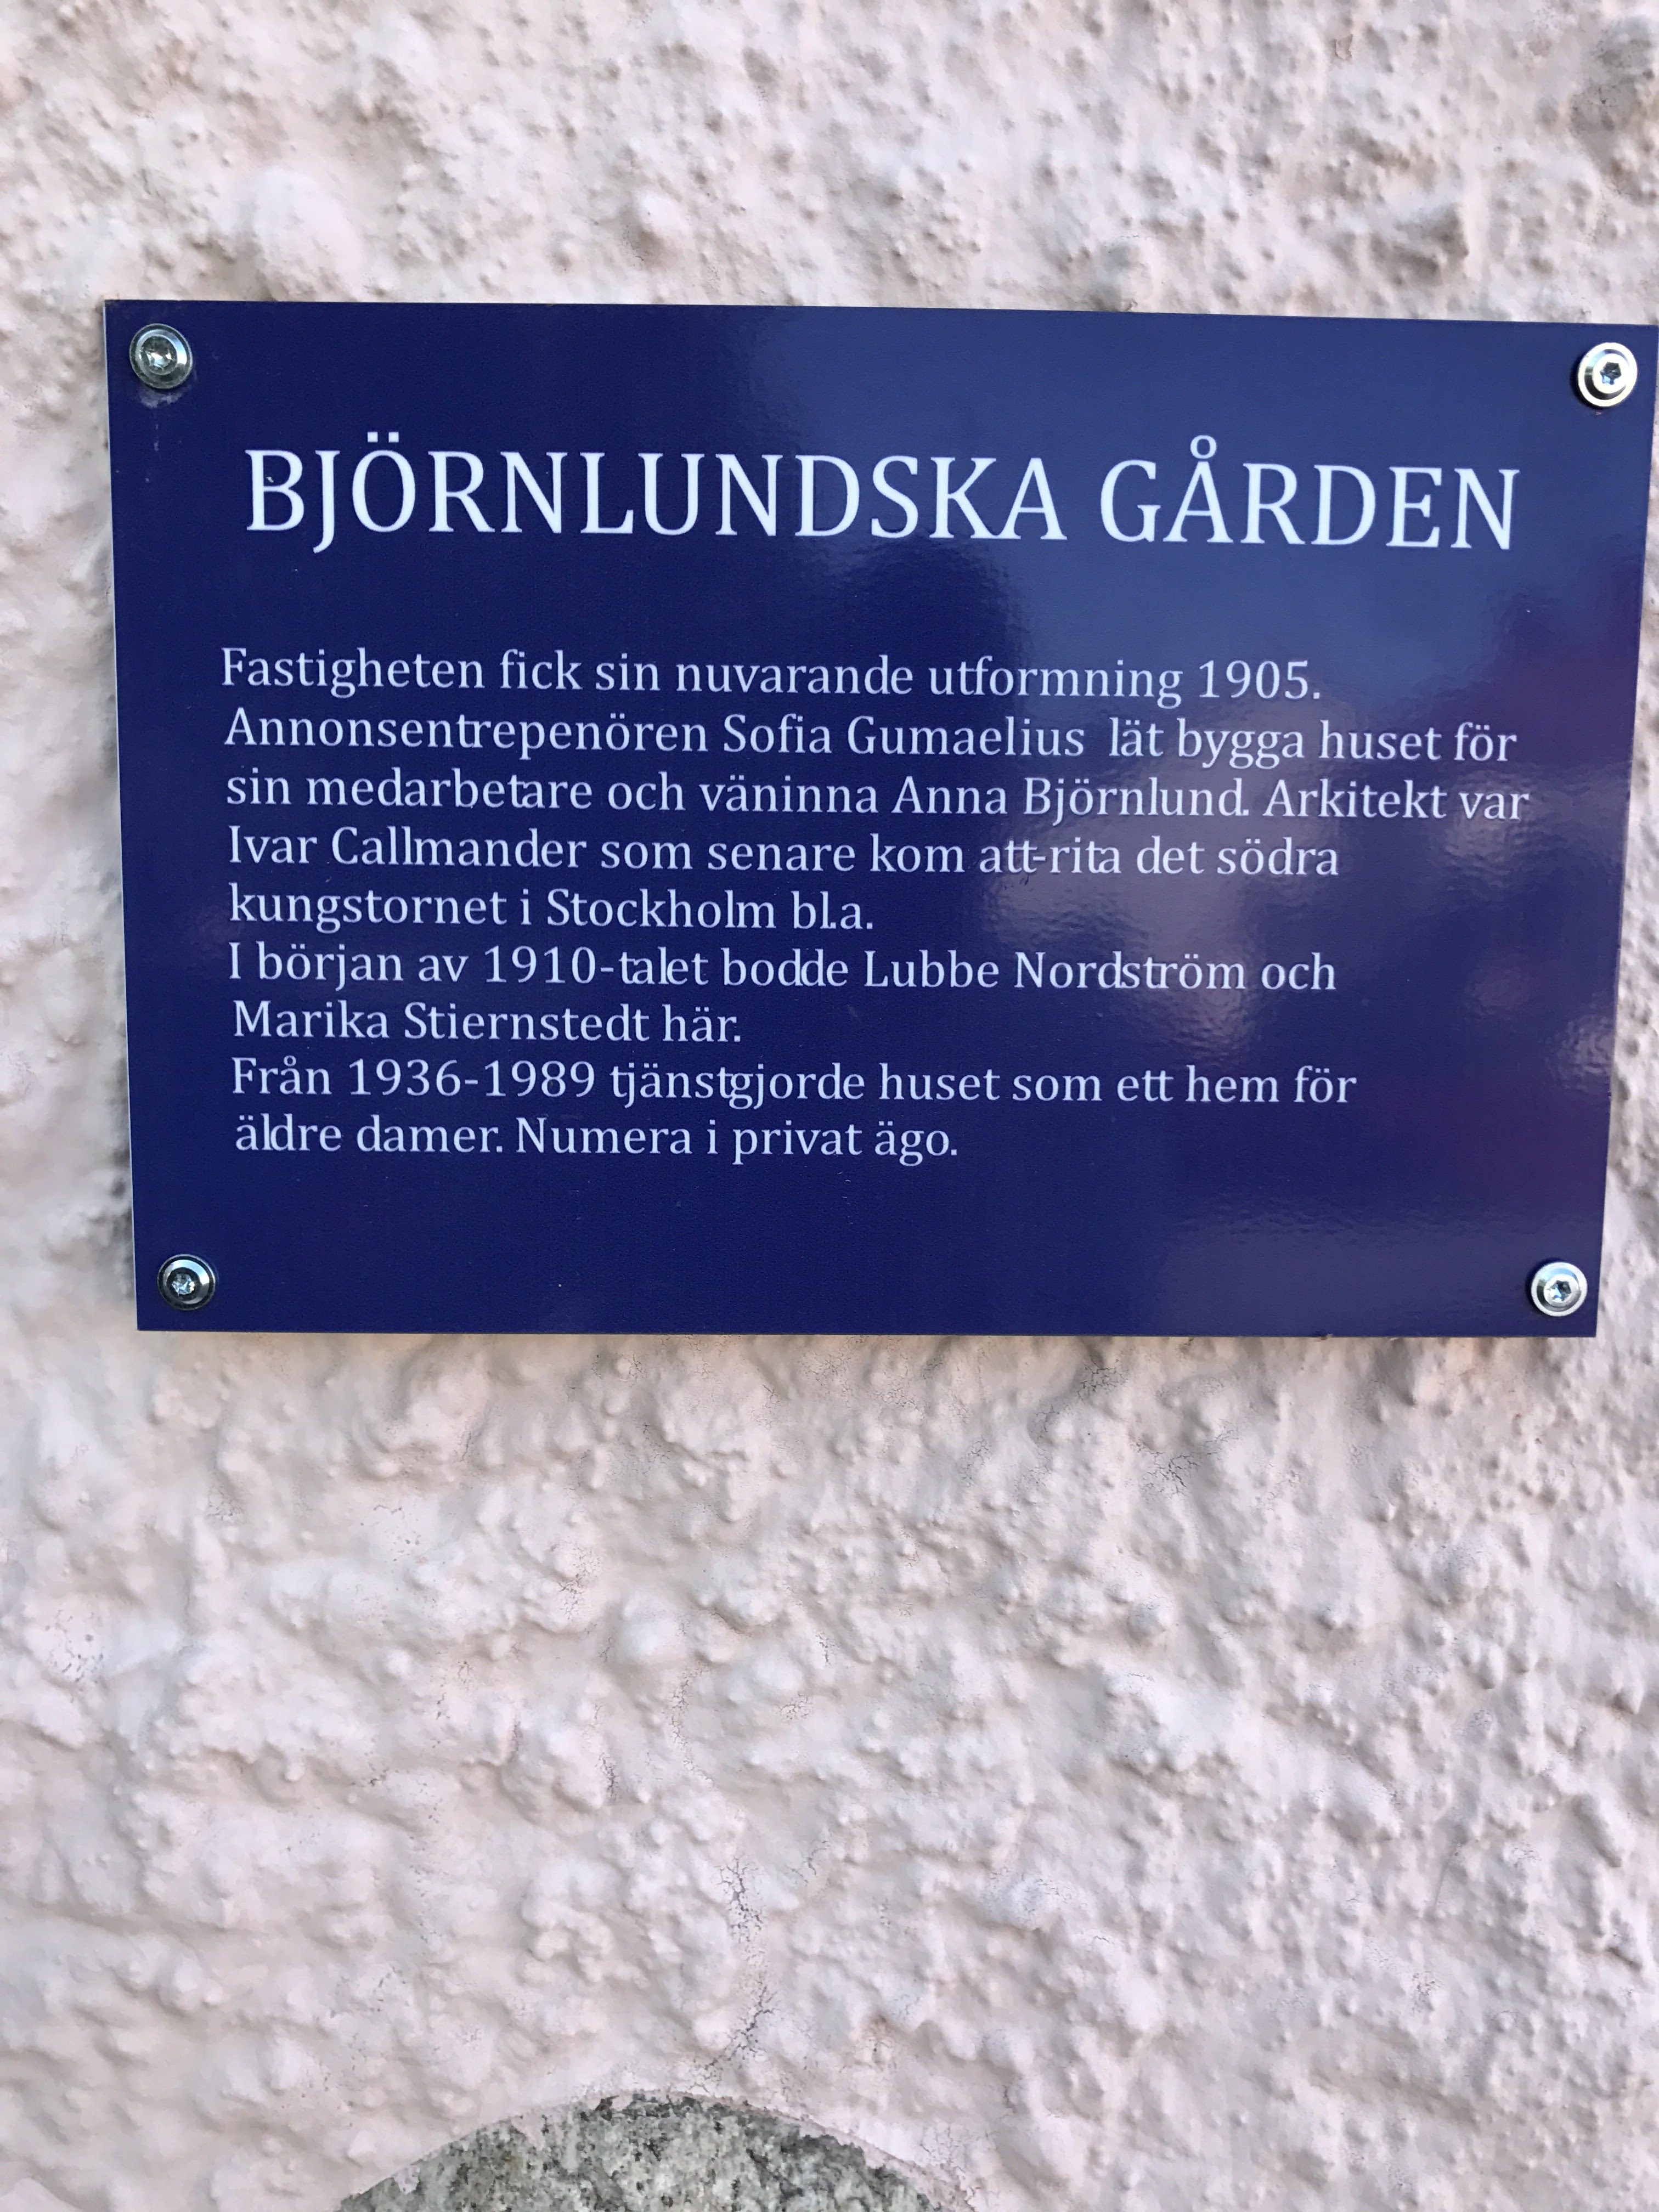 BJÖRNLUNDSKA GÅRDEN
Fastigheten fick sin nuvarande utformning 1905.
Annonsentrepenören Sofia Gumaelius lät bygga huset för
sin medarbetare och väninna Anna Björnlund. Arkitekt var
Ivar Callmander som senare kom att-rita det södra
kungstornet i Stockholm bl.a.
I början av 1910-talet bodde Lubbe Nordström och
Marika Stiernstedt här.
Från 1936-1989 tjänstgjorde huset som ett hem för
äldre damer. Numera i privat ägo.